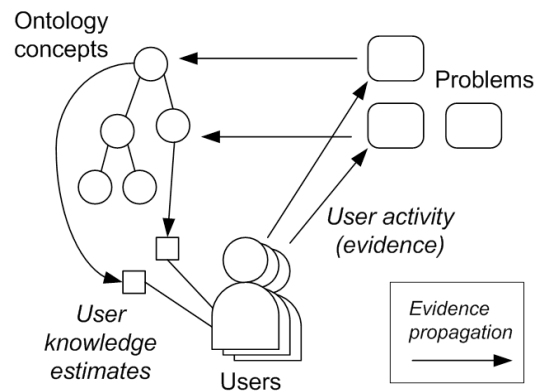 Ontology
concepts
Problems
User activity
(evidence)
User
knowledge
estimates
Users
Evidence
propagation